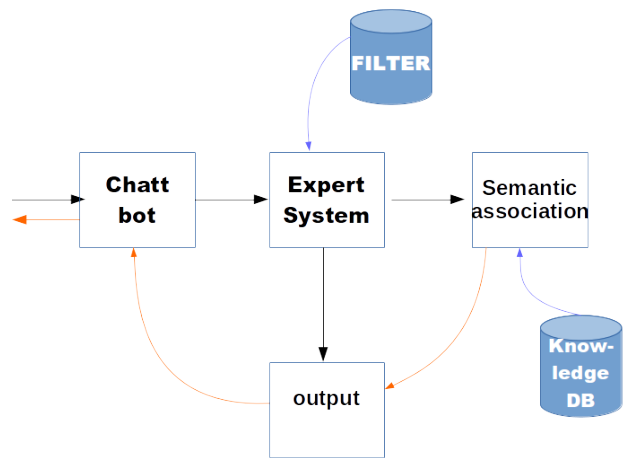 FILTER
Chatt
bot
Expert
System
Semantic
association
Know-
ledge
DB
output